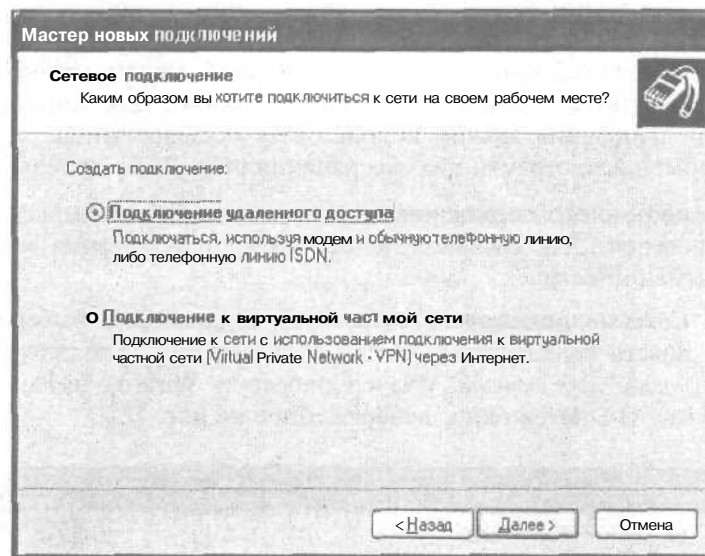 Мастер новых подключений
Сетевое подключение
Каким образом вы хотите подключиться к сети на своем рабочем месте?
Создать подключение:
Подключение удаленного доступа
Подключаться, используя модем и обычную телефонную линию,
либо телефонную линию ISDN.
О Подключение к виртуальной част мой сети
Подключение к сети с использованием подключения к виртуальной
частной сети (Virtual Private Network - VPN) через Интернет.
< Назад
Далее >
Отмена